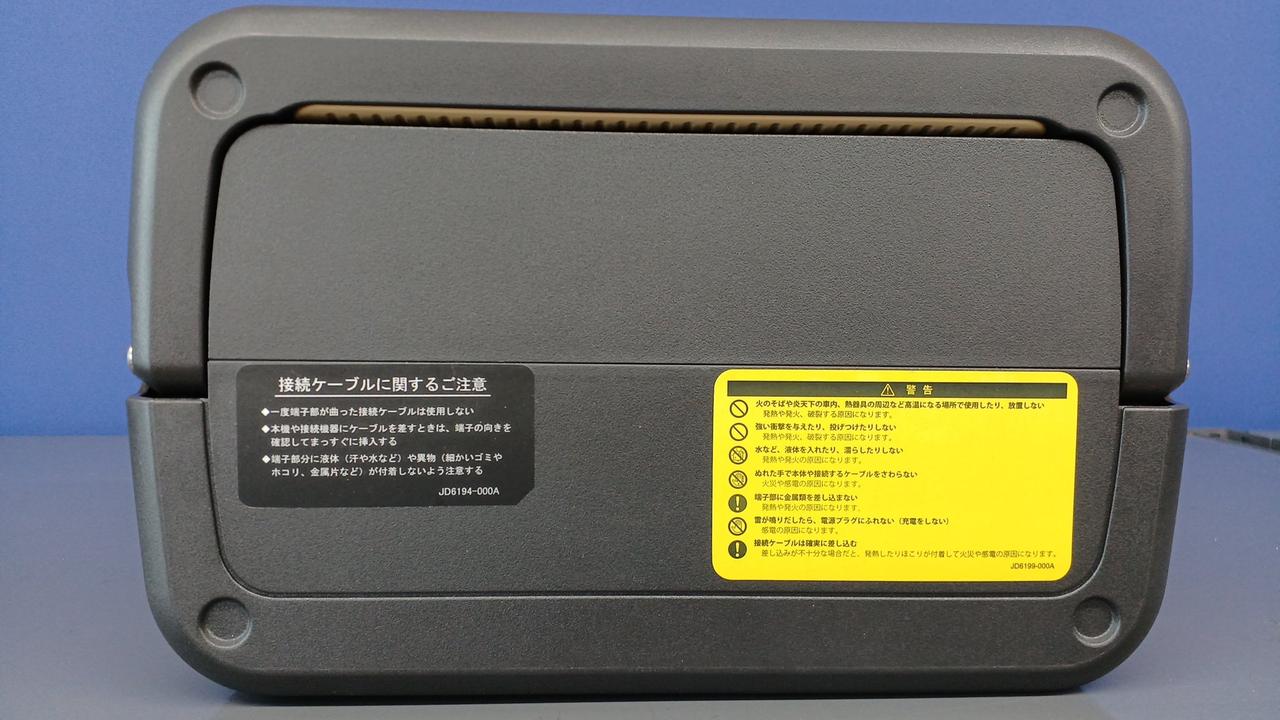 接続ケーブルに関するご注意
◆一度端子部が曲った接続ケーブルは使用しない
◆本機や接続機器にケーブルを差すときは、端子の向きを
確認してまっすぐに挿入する
◆端子部分に液体（汗や水など）や異物（細かいゴミや
ホコリ、金属片など）が付着しないよう注意する
JD6194-000A
警告
火のそばや炎天下の車内、熱器具の周辺など高温になる場所で使用したり、放置しない
発熱や発火、破裂する原因になります。
強い衝撃を与えたり、投げつけたりしない
発熱や発火、破裂する原因になります。
水など、液体を入れたり、濡らしたりしない
発熱や発火の原因になります。
ぬれた手で本体や接続するケーブルをさわらない
火災や感電の原因になります。
端子部に金属類を差し込まない
発熱や発火の原因になります。
雷が鳴りだしたら、電源プラグにふれない（充電をしない）
感電の原因になります。
接続ケーブルは確実に差し込む
差し込みが不十分な場合だと、発熱したりほこりが付着して火災や感電の原因になります。
JD6199-000A